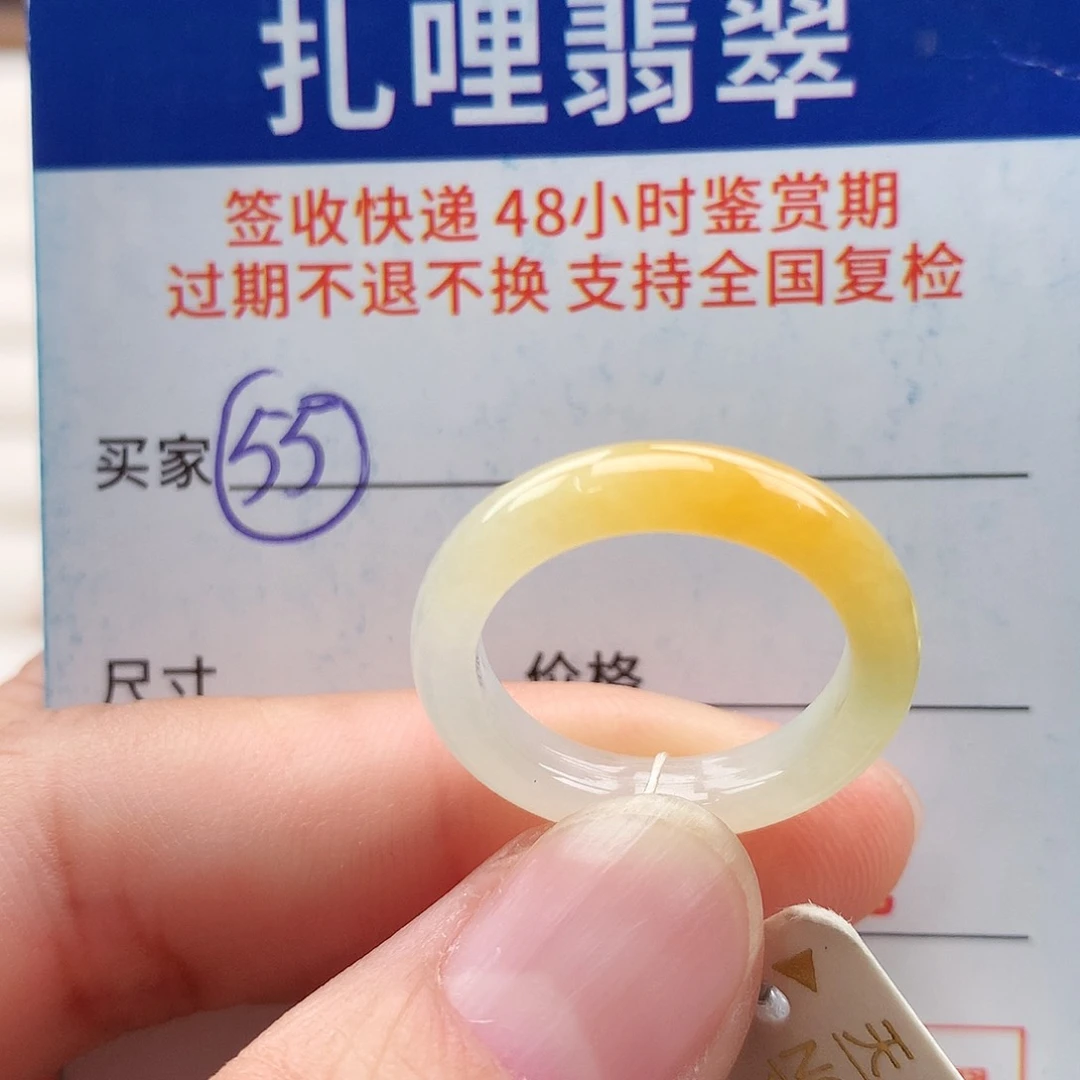 扎哩翡翠
签收快递 48小时鉴赏期
过期不退不换 支持全国复检
买家 55
尺寸 价格
天